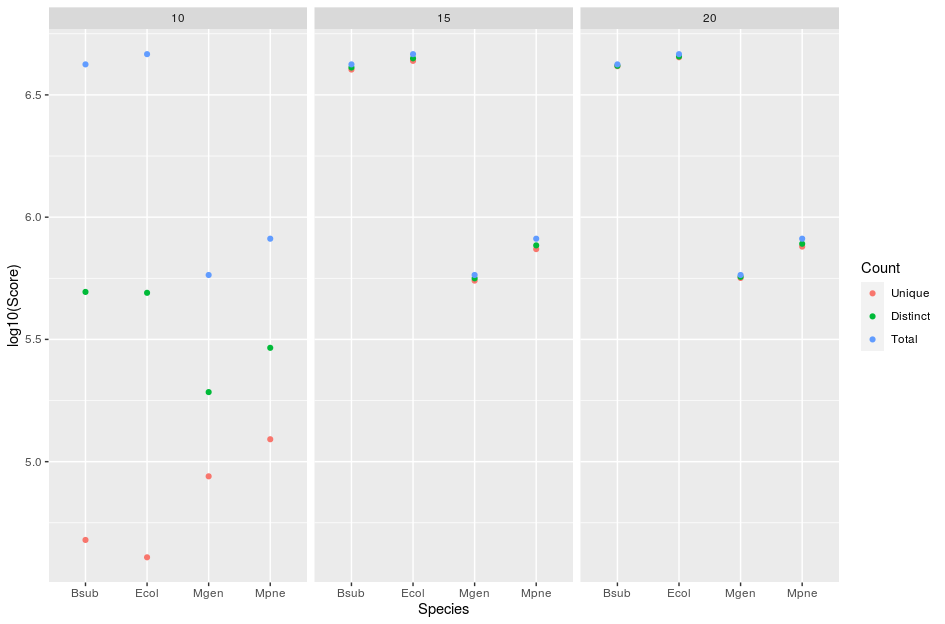 10 15 20
6.5
6.0
5.5
5.0
log10(Score)
Bsub Ecol Mgen Mpne Bsub Ecol Mgen Mpne Bsub Ecol Mgen Mpne
Species
Count
Unique
Distinct
Total